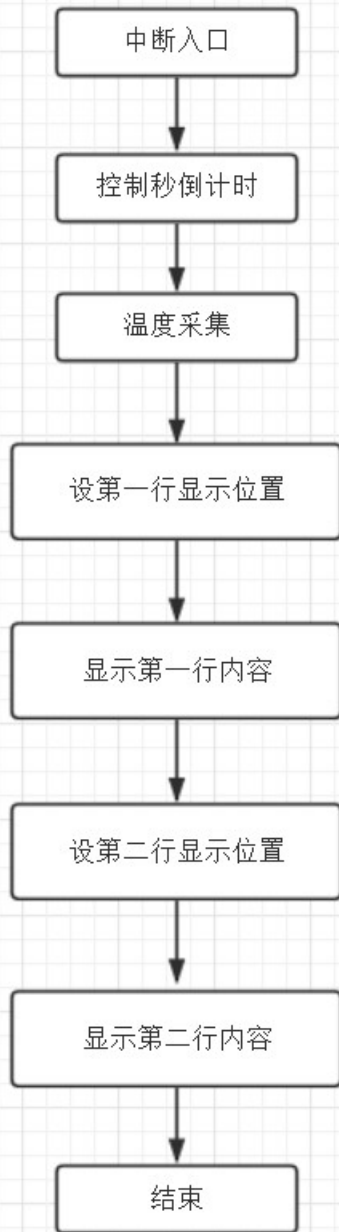 中断入口
控制秒倒计时
温度采集
设第一行显示位置
显示第一行内容
设第二行显示位置
显示第二行内容
结束